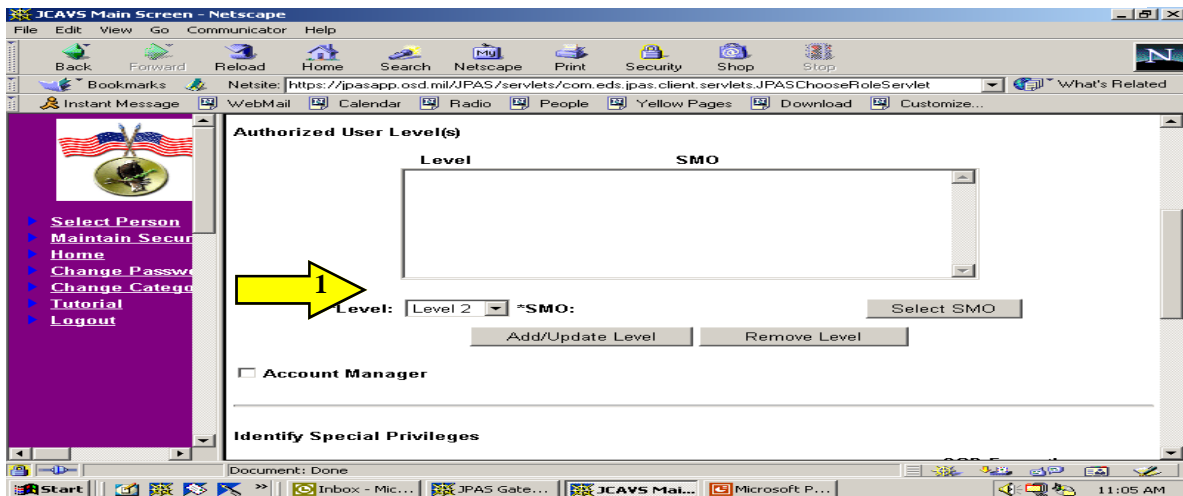 JCAVS Main Screen - Netscape
File Edit View Go Communicator Help
My
N
Back Forward Reload Home Search Netscape Print Security Shop Stop
Bookmarks Netsite: https://jpasapp.osd.mil/JPAS/servlets/com.eds.jpas.client.servlets.JPASChooseRoleServlet What's Related
Instant Message WebMail Calendar Radio People Yellow Pages Download Customize...
Select Person
Maintain Secur
Home
Change Passw
Change Catego
Tutorial
Logout
Authorized User Level(s)
Level SMO
1
Level: Level 2 *SMO: Select SMO
Add/Update Level Remove Level
Account Manager
Identify Special Privileges
Document: Done
Start >> Inbox - Mic... JPAS Gate... JCAVS Mai... Microsoft P... 11:05 AM